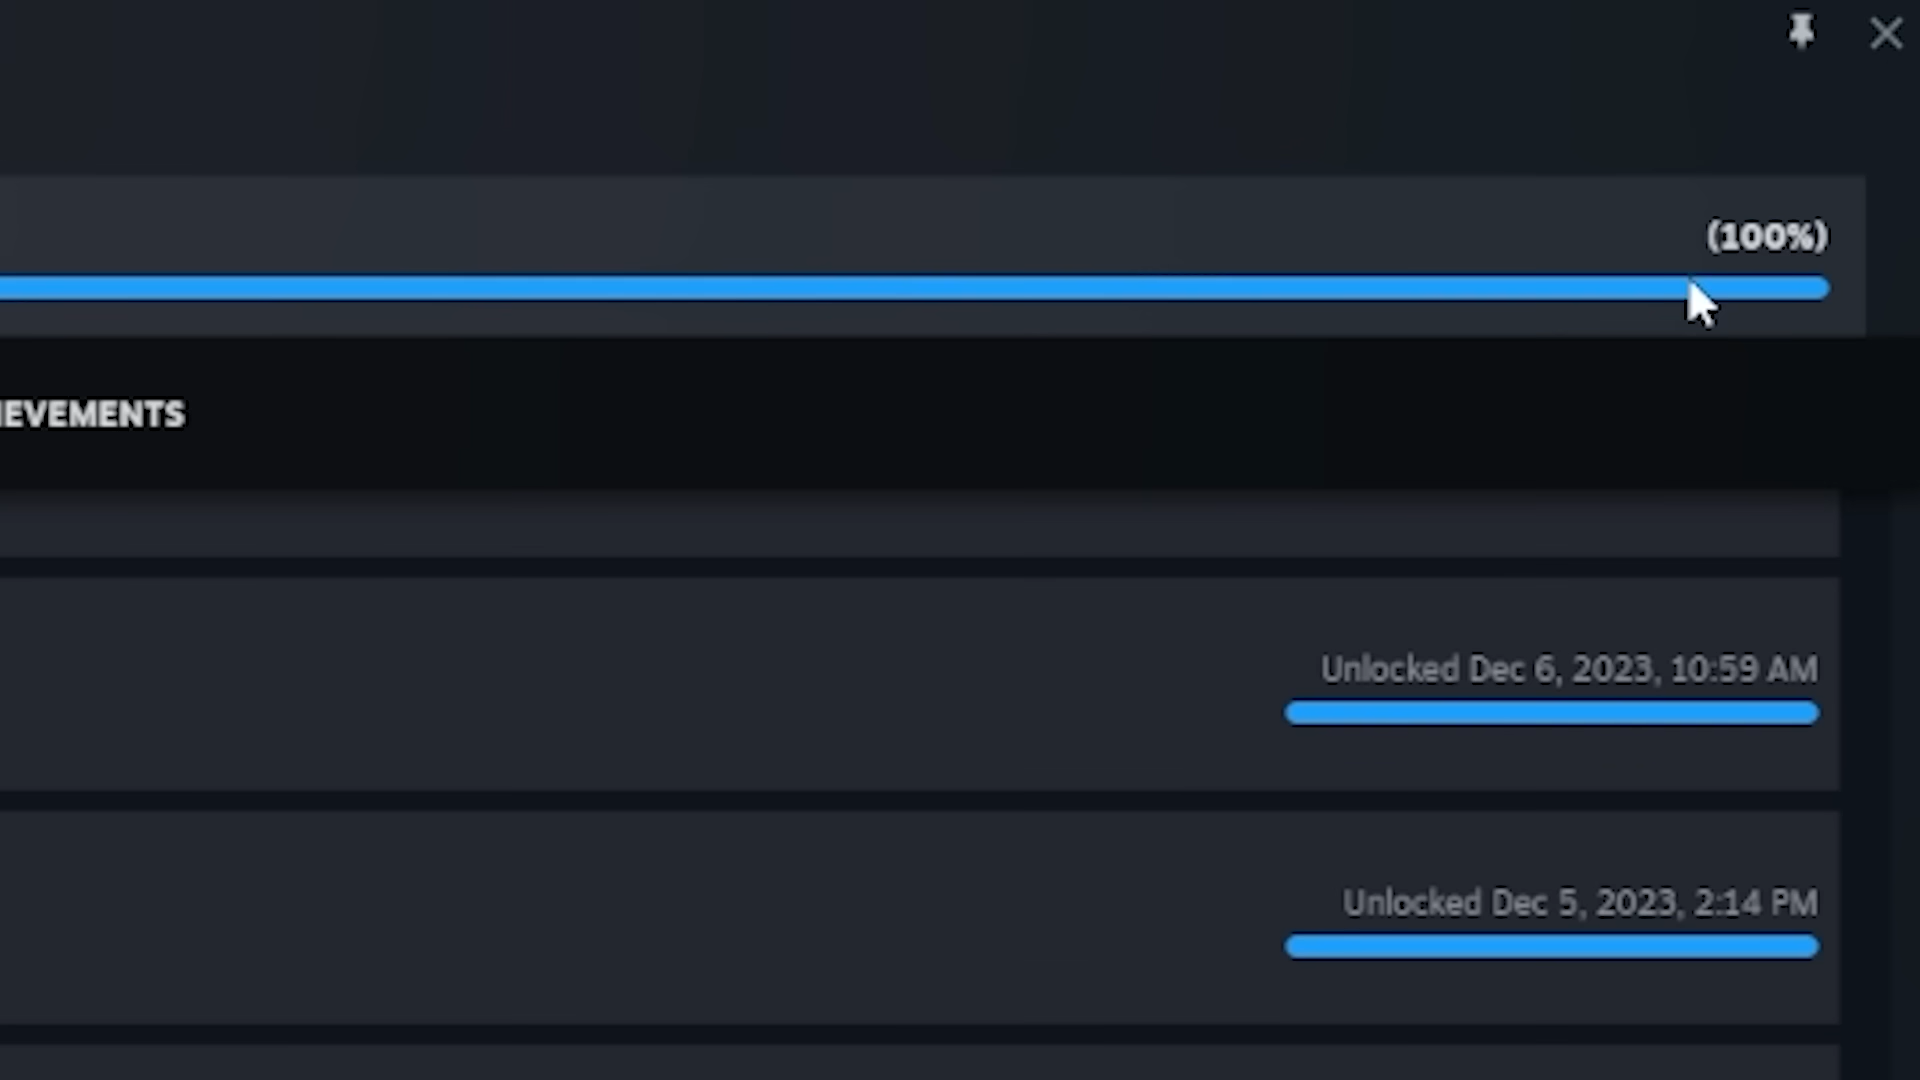 (100%)
IEVEMENTS
Unlocked Dec 6, 2023, 10:59 AM
Unlocked Dec 5, 2023, 2:14 PM